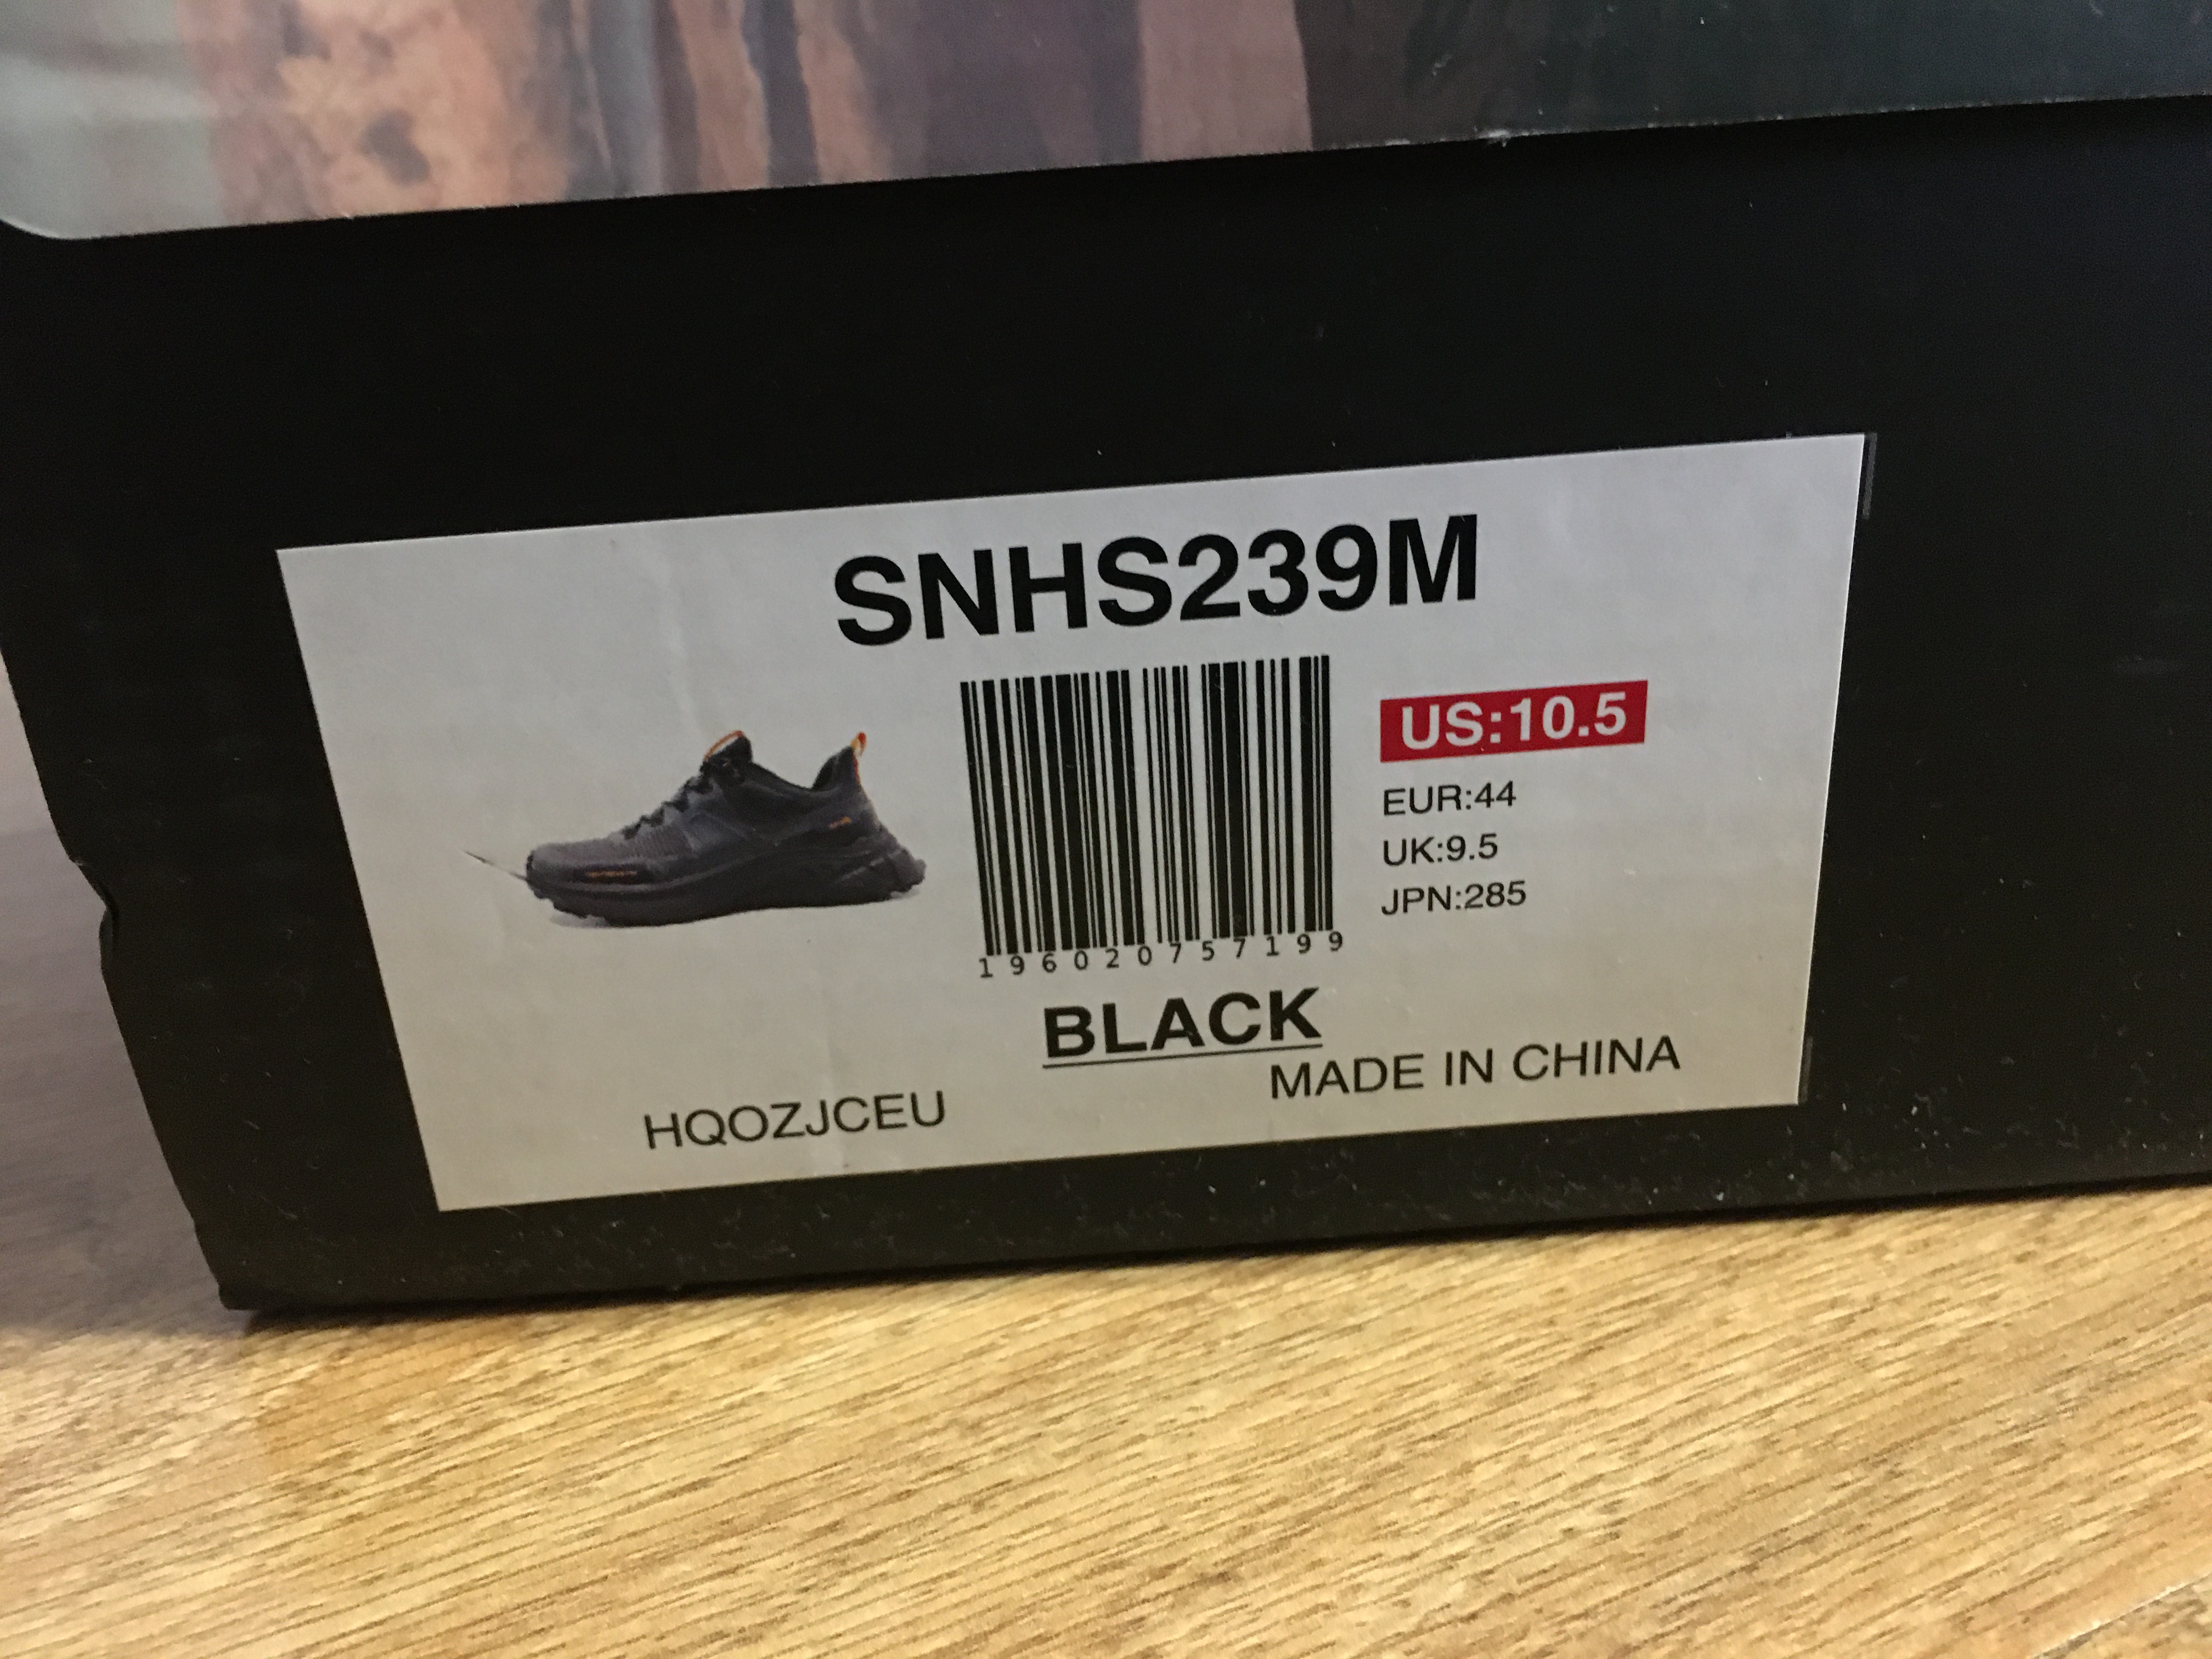 SNHS239M
US:10.5
EUR:44
UK:9.5
JPN:285
196020757199
BLACK
MADE IN CHINA
HQOZJCEU